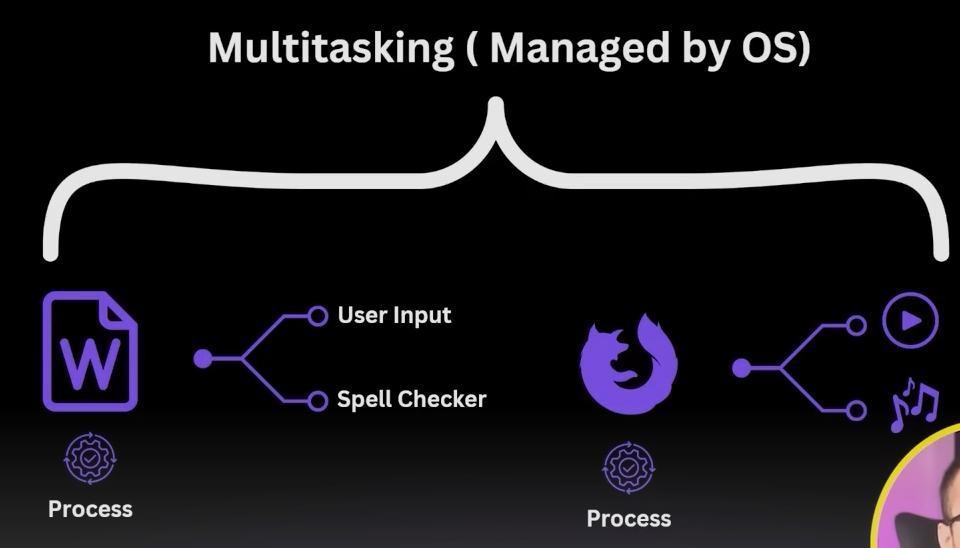 Multitasking ( Managed by OS)
W
User Input
Spell Checker
Process
Process